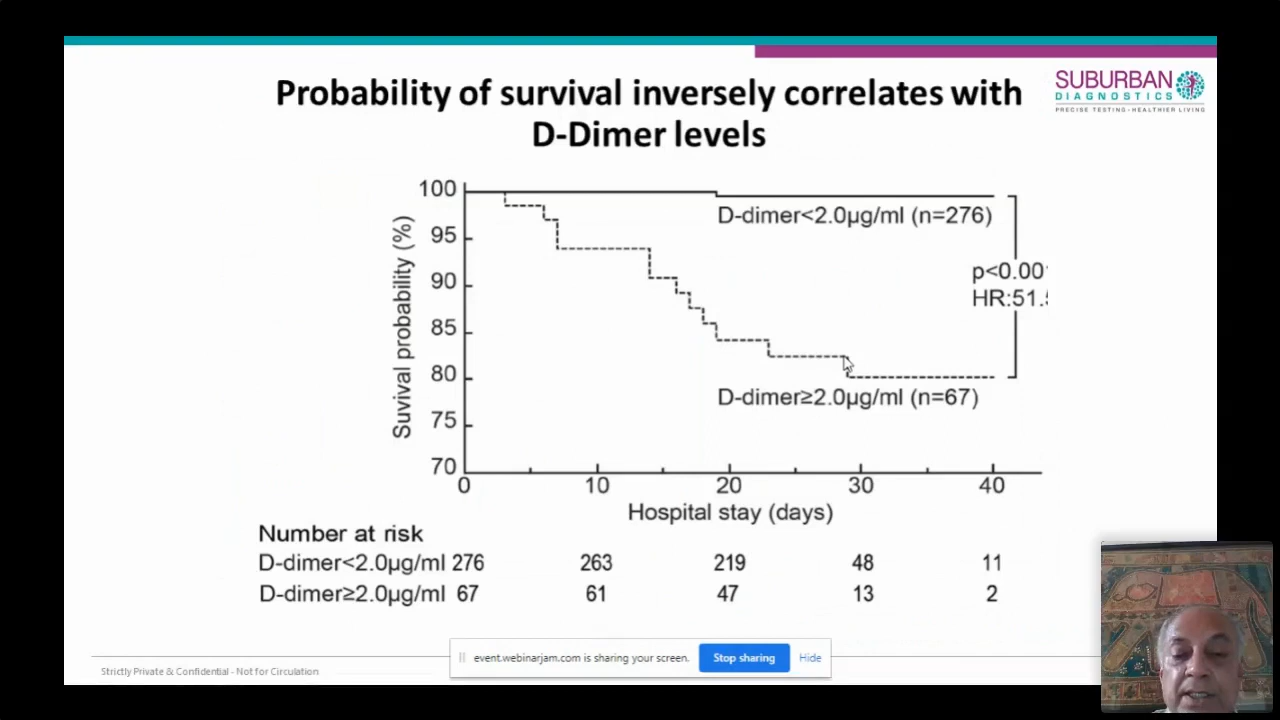 SUBURBAN
DIAGNOSTICS
PRECISE TESTING • HEALTHIER LIVING
Probability of survival inversely correlates with
D-Dimer levels
Suvival probability (%)
100
95
90
85
80
75
70
D-dimer<2.0µg/ml (n=276)
p<0.00
HR:51.
D-dimer≥2.0µg/ml (n=67)
0 10 20 30 40
Hospital stay (days)
Number at risk
D-dimer<2.0µg/ml 276 263 219 48 11
D-dimer≥2.0µg/ml 67 61 47 13 2
event.webinarjam.com is sharing your screen. Stop sharing Hide
Strictly Private & Confidential - Not for Circulation